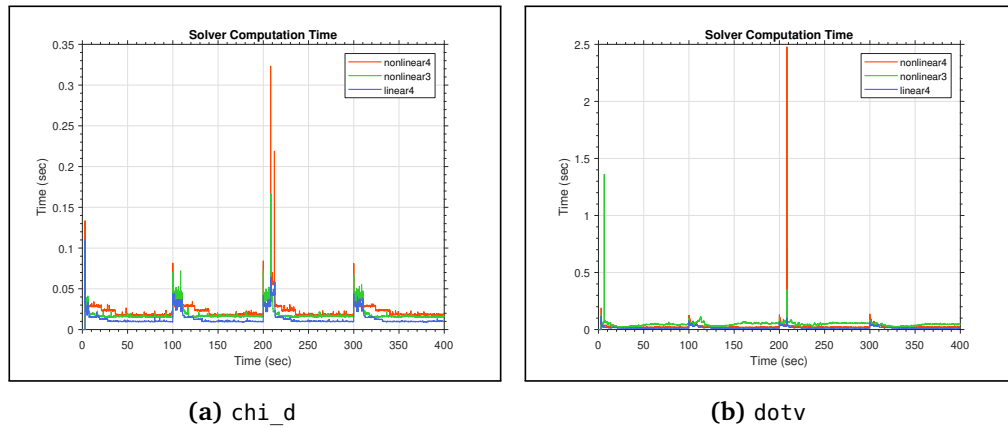 Solver Computation Time
nonlinear4
nonlinear3
linear4
Time (sec)
0.35
0.3
0.25
0.2
0.15
0.1
0.05
0
0 50 100 150 200 250 300 350 400
Time (sec)
(a) chi_d
Solver Computation Time
nonlinear4
nonlinear3
linear4
Time (sec)
2.5
2
1.5
1
0.5
0
0 50 100 150 200 250 300 350 400
Time (sec)
(b) dotv